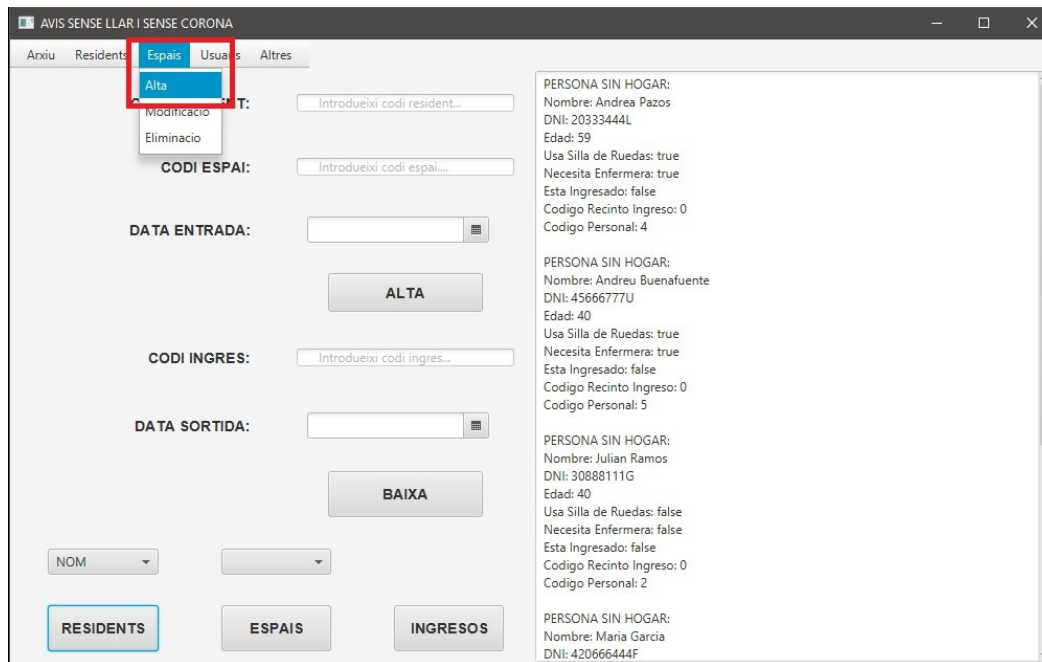 AVIS SENSE LLAR I SENSE CORONA
Arxiu Residents Espais Usuaris Altres
Alta
Modificacio
Eliminacio
Introdueixi codi resident...
CODI ESPAI:
Introdueixi codi espai....
DATA ENTRADA:
ALTA
CODI INGRES:
Introdueixi codi ingres...
DATA SORTIDA:
BAIXA
NOM
RESIDENTS ESPAIS INGRESOS
PERSONA SIN HOGAR:
Nombre: Andrea Pazos
DNI: 20333444L
Edad: 59
Usa Silla de Ruedas: true
Necesita Enfermera: true
Esta Ingresado: false
Codigo Recinto Ingreso: 0
Codigo Personal: 4
PERSONA SIN HOGAR:
Nombre: Andreu Buenafuente
DNI: 45666777U
Edad: 40
Usa Silla de Ruedas: true
Necesita Enfermera: true
Esta Ingresado: false
Codigo Recinto Ingreso: 0
Codigo Personal: 5
PERSONA SIN HOGAR:
Nombre: Julian Ramos
DNI: 30888111G
Edad: 40
Usa Silla de Ruedas: false
Necesita Enfermera: false
Esta Ingresado: false
Codigo Recinto Ingreso: 0
Codigo Personal: 2
PERSONA SIN HOGAR:
Nombre: Maria Garcia
DNI: 420666444F